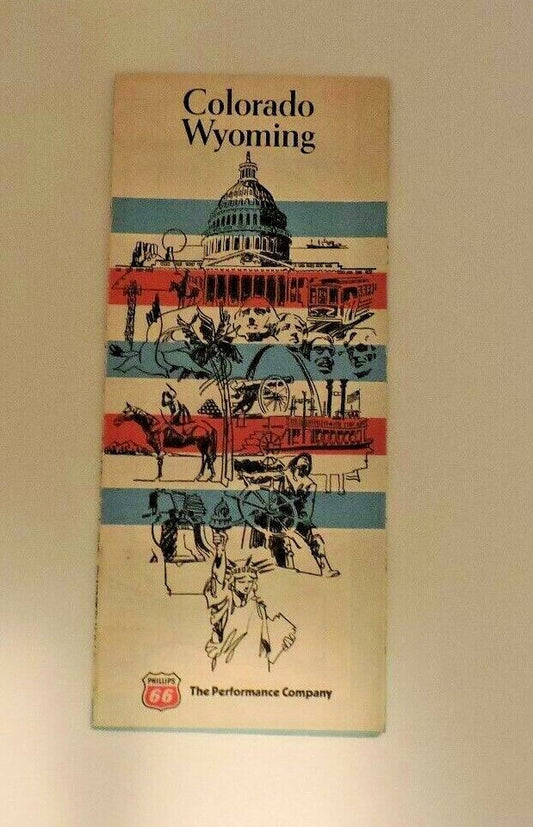 Colorado
Wyoming
PHILLIPS
66
The Performance Company